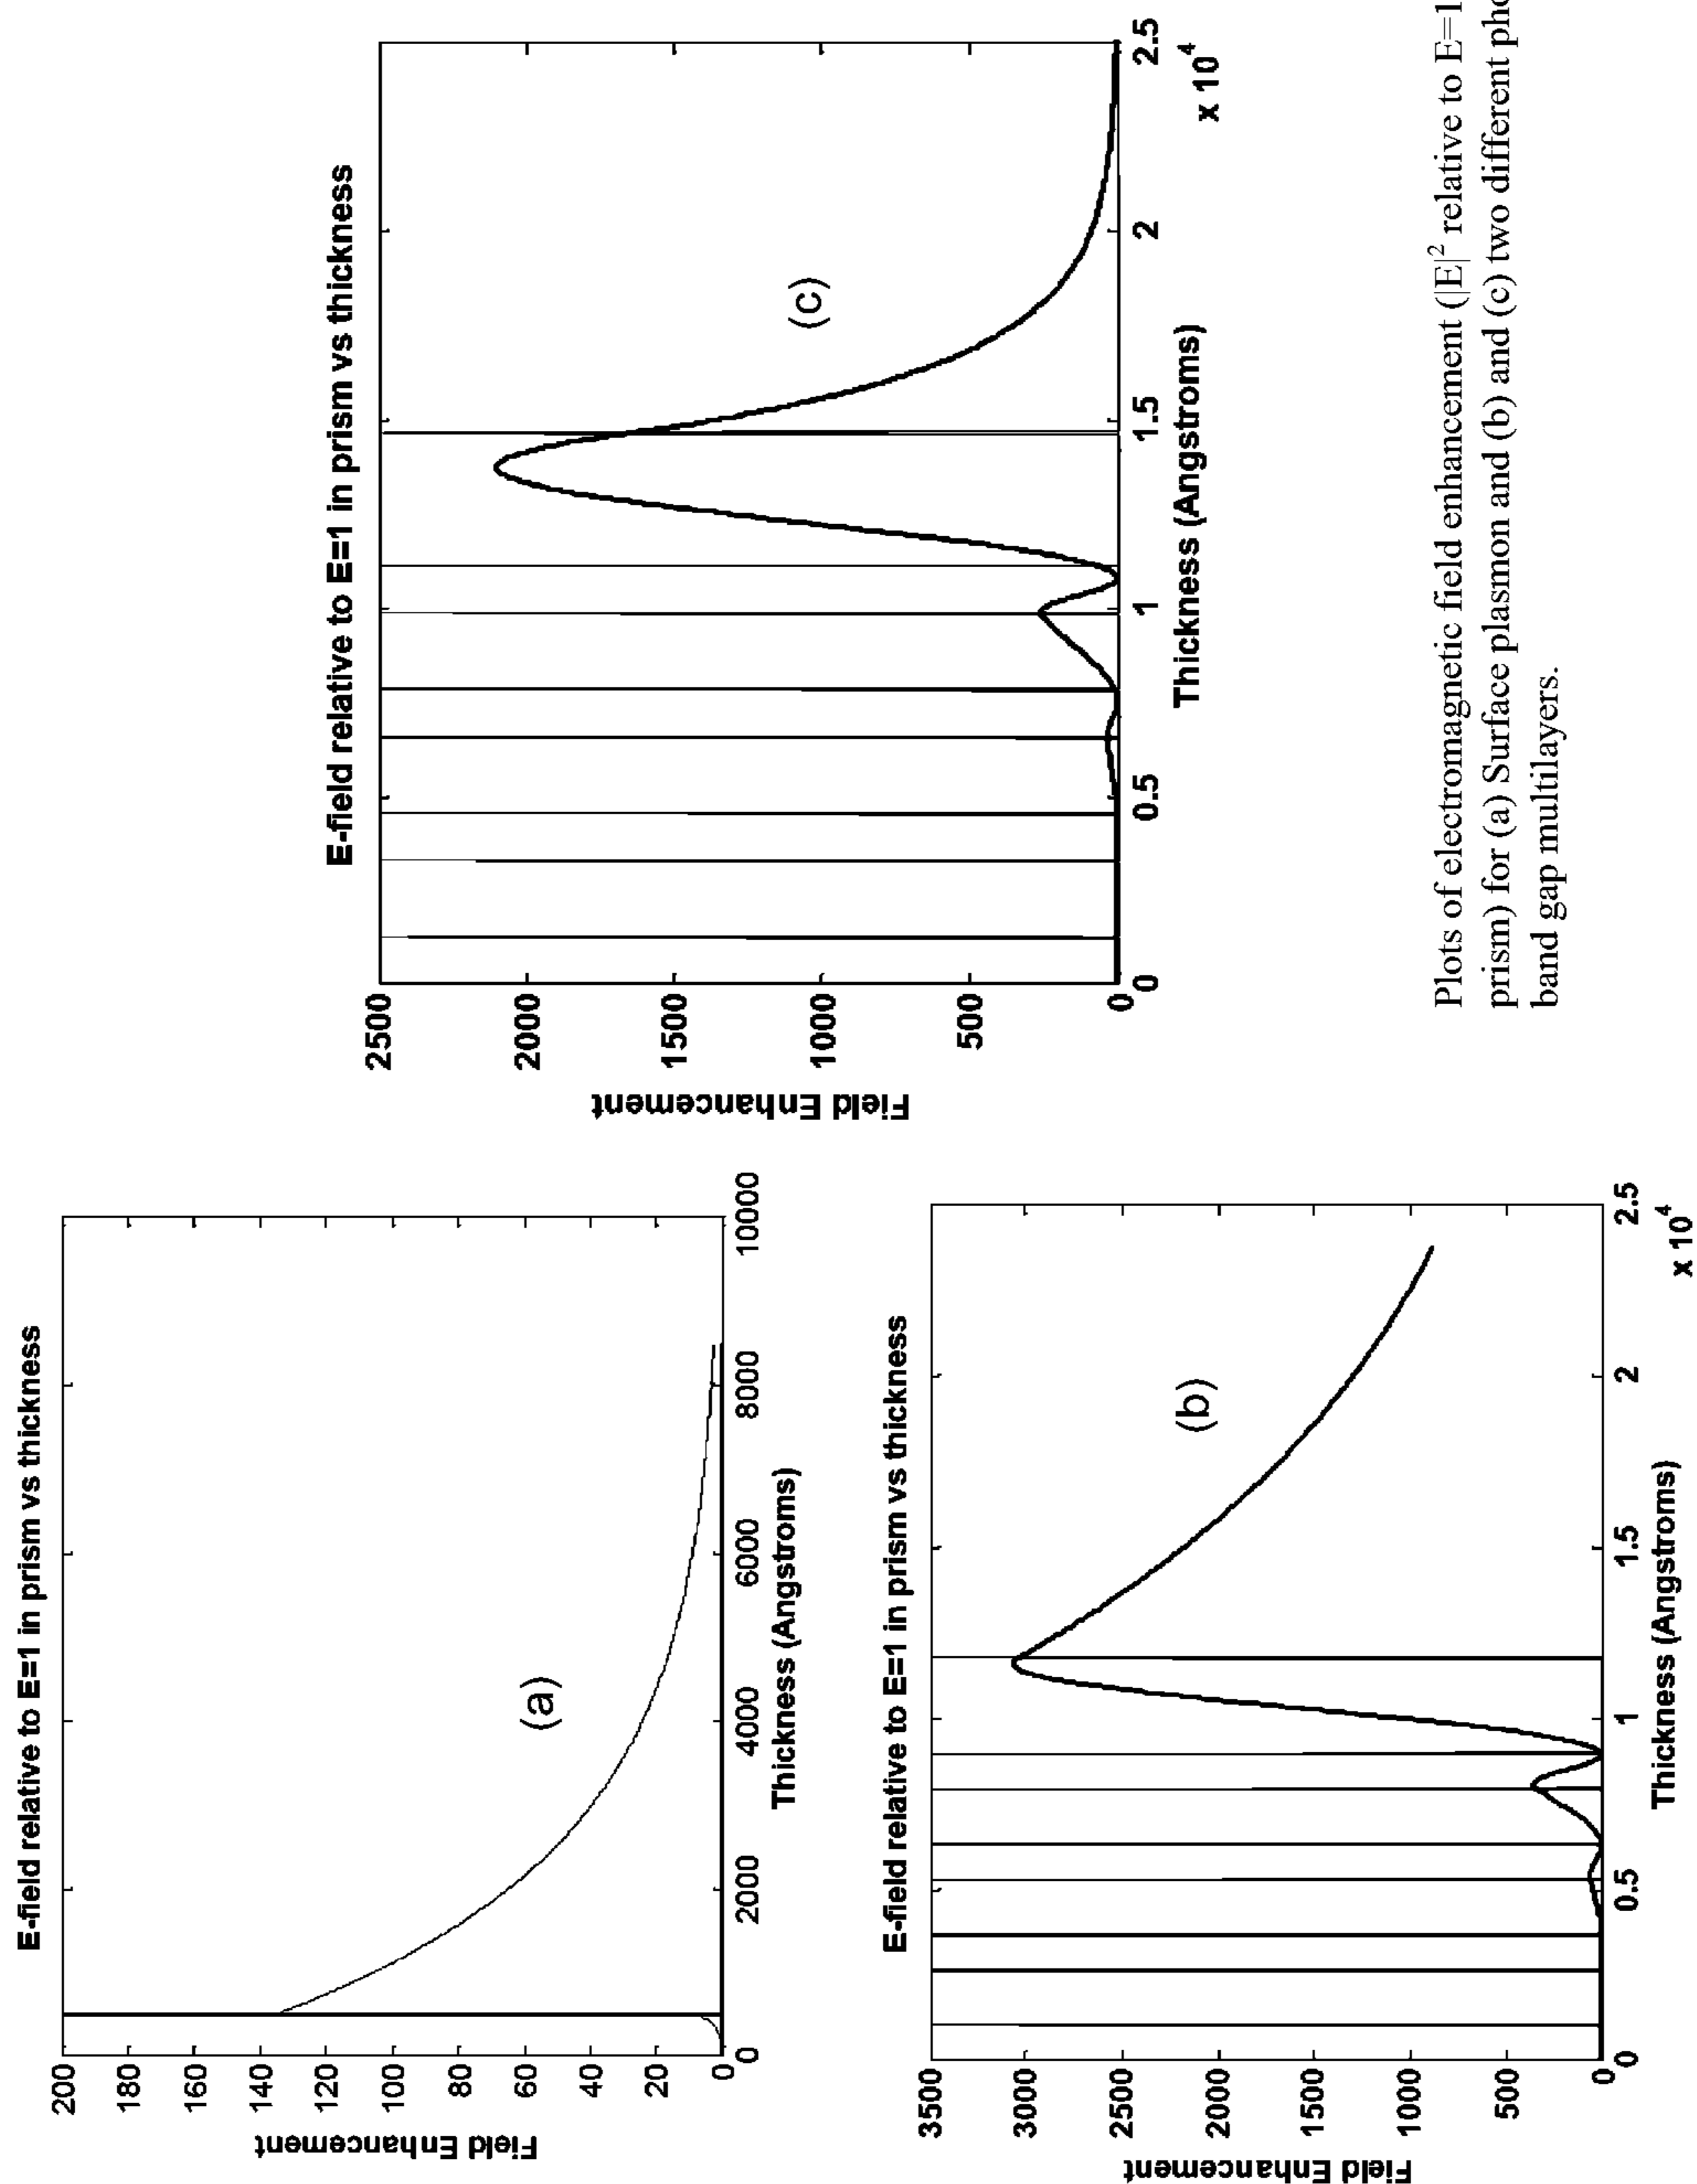 E-field relative to E=1 in prism vs thickness
Field Enhancement
200
180
160
140
120
100
80
60
40
20
0
(a)
0 2000 4000 6000 8000 10000
Thickness (Angstroms)
E-field relative to E=1 in prism vs thickness
Field Enhancement
3500
3000
2500
2000
1500
1000
500
0
(b)
0 0.5 1 1.5 2 2.5
Thickness (Angstroms)
x 10⁴
E-field relative to E=1 in prism vs thickness
Field Enhancement
2500
2000
1500
1000
500
0
(c)
0 0.5 1 1.5 2 2.5
Thickness (Angstroms)
x 10⁴
Plots of electromagnetic field enhancement (|E|² relative to E=1
prism) for (a) Surface plasmon and (b) and (c) two different pho
band gap multilayers.